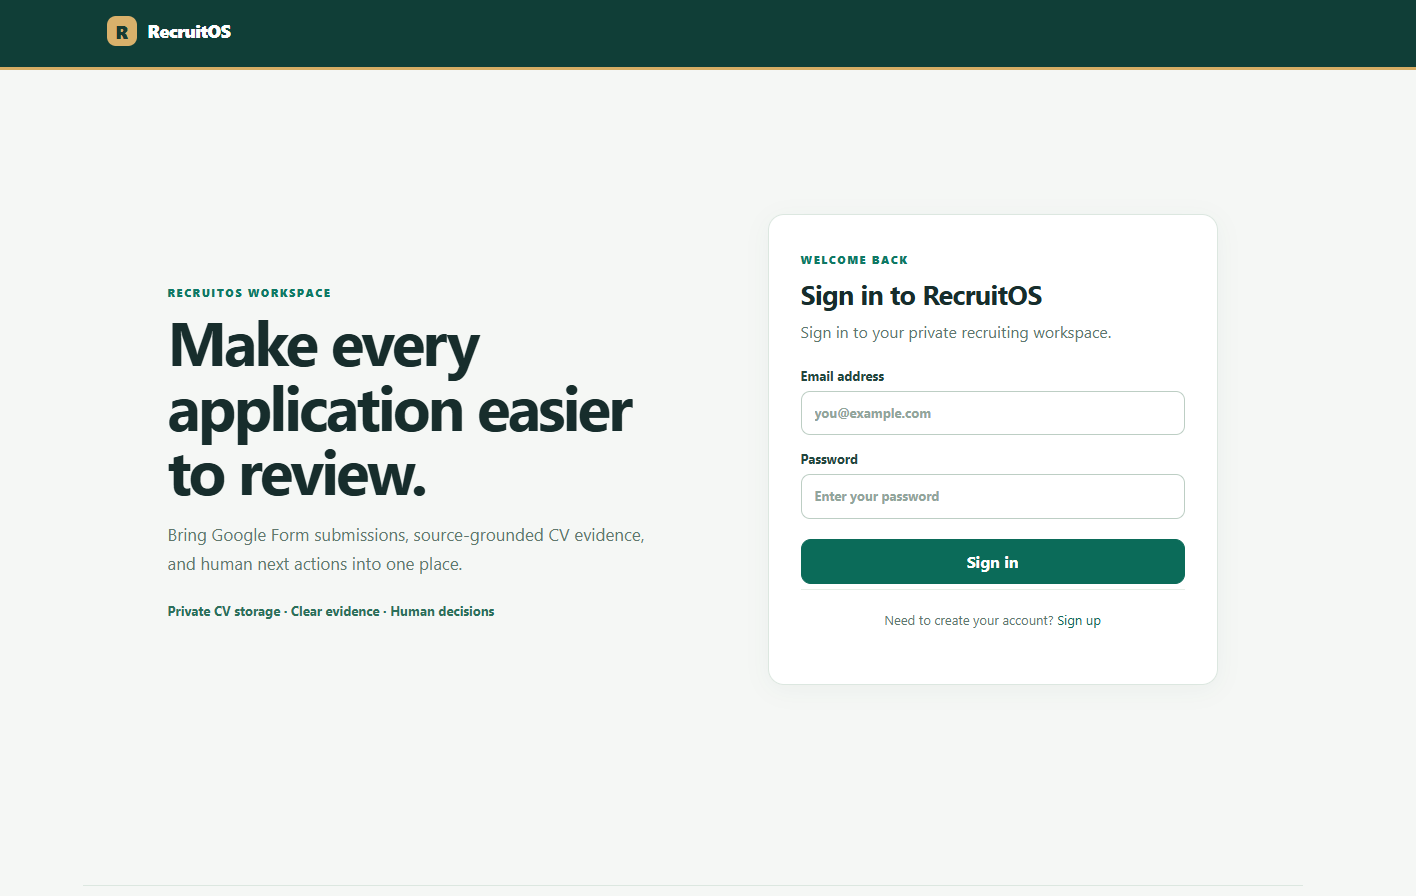 R RecruitOS
RECRUITOS WORKSPACE
Make every
application easier
to review.
Bring Google Form submissions, source-grounded CV evidence,
and human next actions into one place.
Private CV storage · Clear evidence · Human decisions
WELCOME BACK
Sign in to RecruitOS
Sign in to your private recruiting workspace.
Email address
you@example.com
Password
Enter your password
Sign in
Need to create your account? Sign up